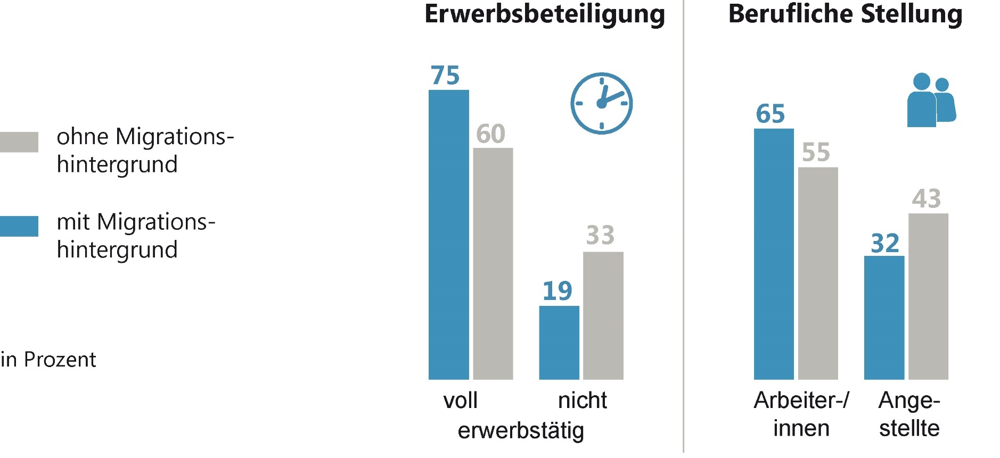 Erwerbsbeteiligung
Berufliche Stellung
ohne Migrations-
hintergrund
mit Migrations-
hintergrund
in Prozent
75
60
19
33
voll
nicht
erwerbstätig
65
55
32
43
Arbeiter-/
innen
Ange-
stellte